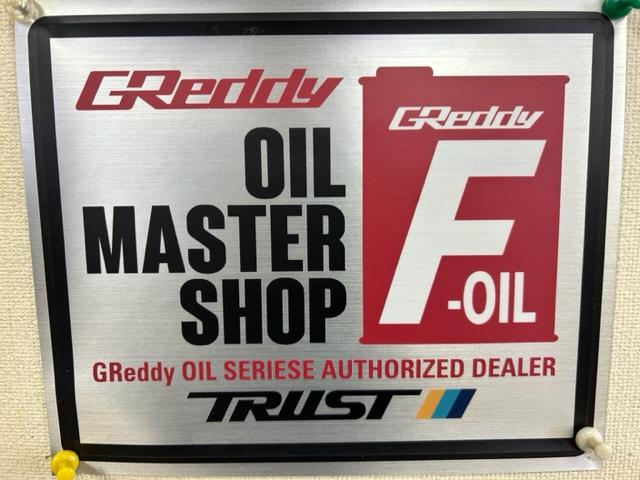 GReddy
OIL
MASTER
SHOP
GReddy
F-OIL
GReddy OIL SERIESE AUTHORIZED DEALER
TRUST